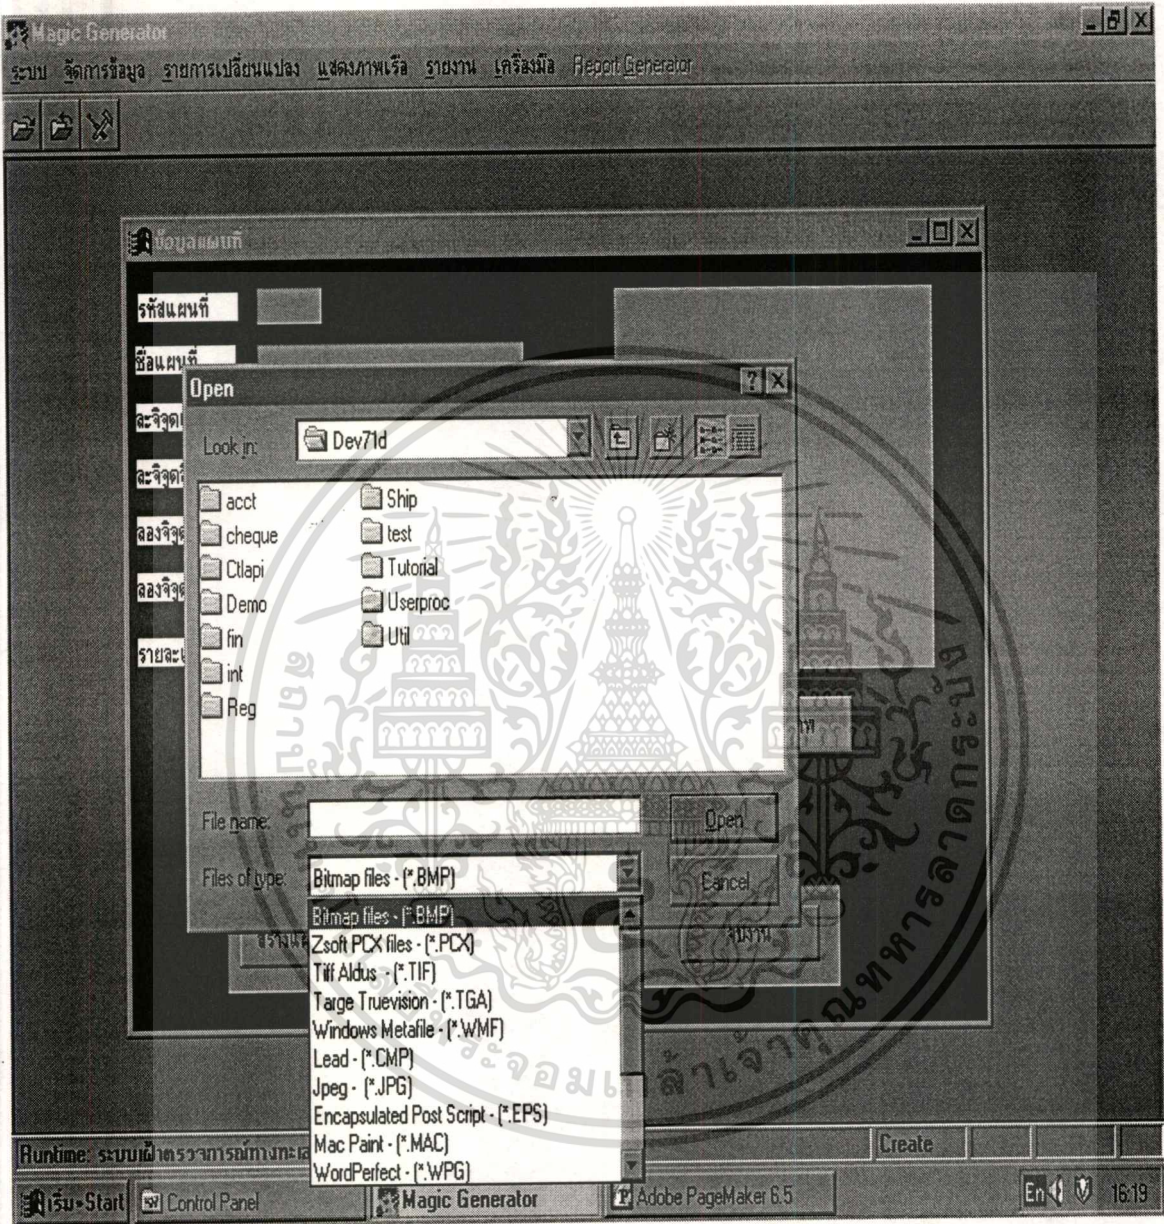 Magic Generator
ระบบ จัดการข้อมูล รายการเปลี่ยนแปลง แสดงภาพเรือ รายงาน เครื่องมือ Report Generator
ข้อมูลแผนที่
รหัสแผนที่
ชื่อแผนที่
Open
Look in: Dev71d
acct
cheque
Ctlapi
Demo
fin
int
Reg
Ship
test
Tutorial
Userproc
Util
File name:
Open
Files of type: Bitmap files - (*.BMP)
Cancel
Bitmap files - (*.BMP)
Zsoft PCX files - (*.PCX)
Tiff Aldus - (*.TIF)
Targe Truevision - (*.TGA)
Windows Metafile - (*.WMF)
Lead - (*.CMP)
Jpeg - (*.JPG)
Encapsulated Post Script - (*.EPS)
Mac Paint - (*.MAC)
WordPerfect - (*.WPG)
จบงาน
Create
เริ่ม»Start
Control Panel
Magic Generator
Adobe PageMaker 6.5
En
16:19